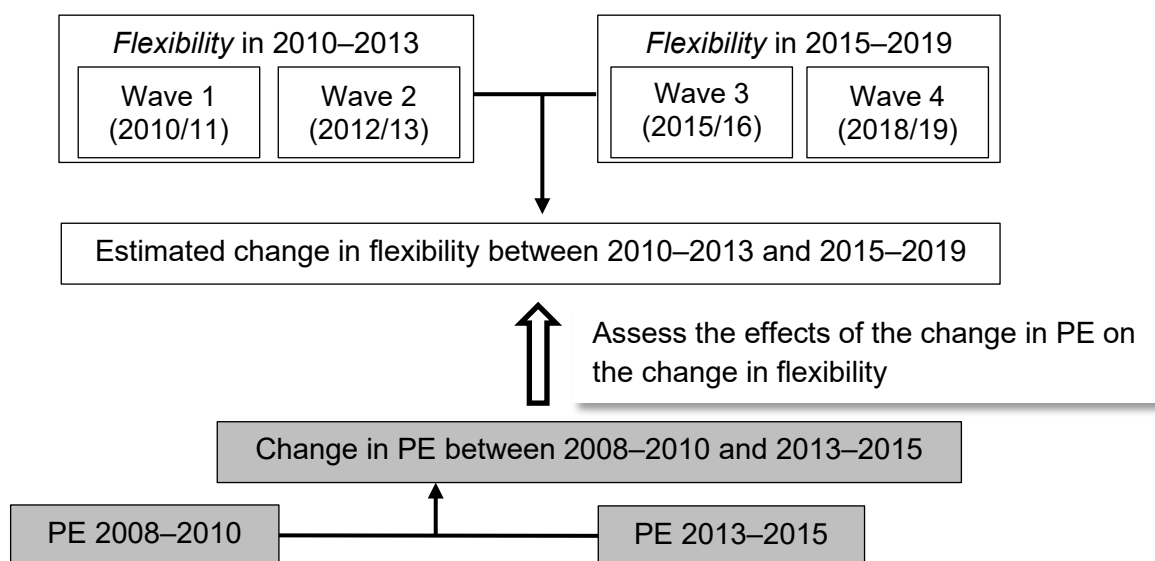 Flexibility in 2010–2013
Wave 1
(2010/11)
Wave 2
(2012/13)
Flexibility in 2015–2019
Wave 3
(2015/16)
Wave 4
(2018/19)
Estimated change in flexibility between 2010–2013 and 2015–2019
Assess the effects of the change in PE on
the change in flexibility
Change in PE between 2008–2010 and 2013–2015
PE 2008–2010
PE 2013–2015